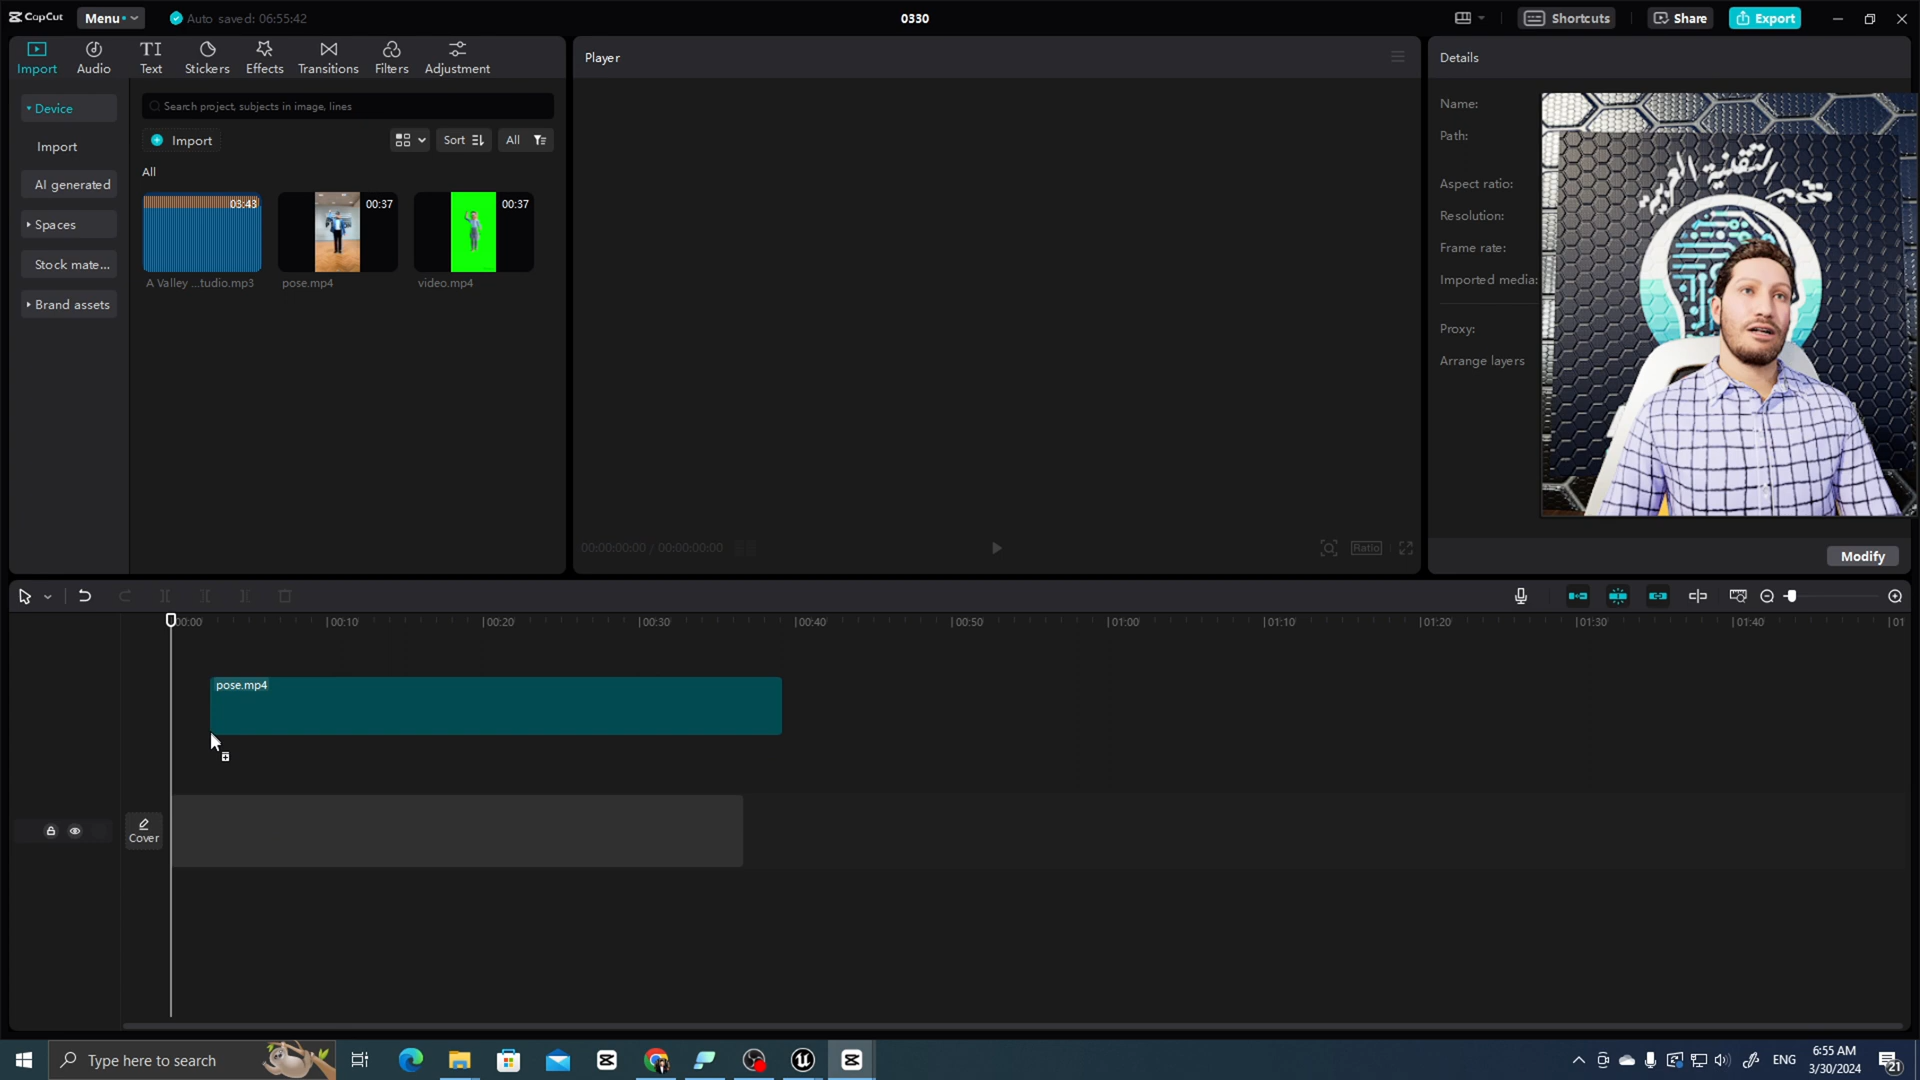 CapCut
Menu
Auto saved: 06:55:42
0330
Shortcuts
Share
Export
Import
Audio
TI
Text
Stickers
Effects
Transitions
Filters
Adjustment
Player
Details
Device
Import
AI generated
Spaces
Stock mate...
Brand assets
Search project, subjects in image, lines
Import
Sort
All
All
03:43
00:37
00:37
A Valley ...tudio.mp3
pose.mp4
video.mp4
Name:
Path:
Aspect ratio:
Resolution:
Frame rate:
Imported media:
Proxy:
Arrange layers
التقنية العربية
00:00:00:00 / 00:00:00:00
Ratio
Modify
00:00
00:10
00:20
00:30
00:40
00:50
01:00
01:10
01:20
01:30
01:40
01
pose.mp4
Cover
Type here to search
ENG
6:55 AM
3/30/2024
21